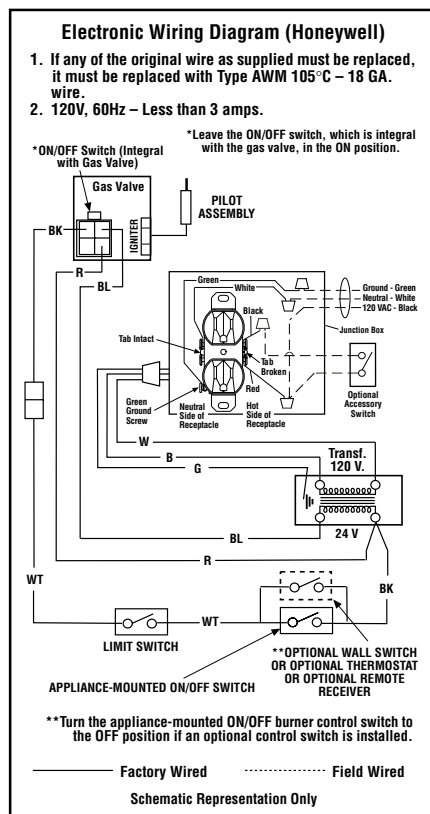 Electronic Wiring Diagram (Honeywell)
1. If any of the original wire as supplied must be replaced,
it must be replaced with Type AWM 105°C – 18 GA.
wire.
2. 120V, 60Hz – Less than 3 amps.
*Leave the ON/OFF switch, which is integral
with the gas valve, in the ON position.
*ON/OFF Switch (Integral
with Gas Valve)
Gas Valve
PILOT
ASSEMBLY
IGNITER
BK
R
BL
Green
White
Black
Ground - Green
Neutral - White
120 VAC - Black
Junction Box
Tab Intact
Tab
Broken
Red
Green
Ground
Screw
Neutral
Side of
Receptacle
Hot
Side of
Receptacle
Optional
Accessory
Switch
W
B
G
Transf.
120 V.
24 V
BL
R
WT
BK
WT
LIMIT SWITCH
**OPTIONAL WALL SWITCH
OR OPTIONAL THERMOSTAT
OR OPTIONAL REMOTE
RECEIVER
APPLIANCE-MOUNTED ON/OFF SWITCH
**Turn the appliance-mounted ON/OFF burner control switch to
the OFF position if an optional control switch is installed.
Factory Wired
Field Wired
Schematic Representation Only